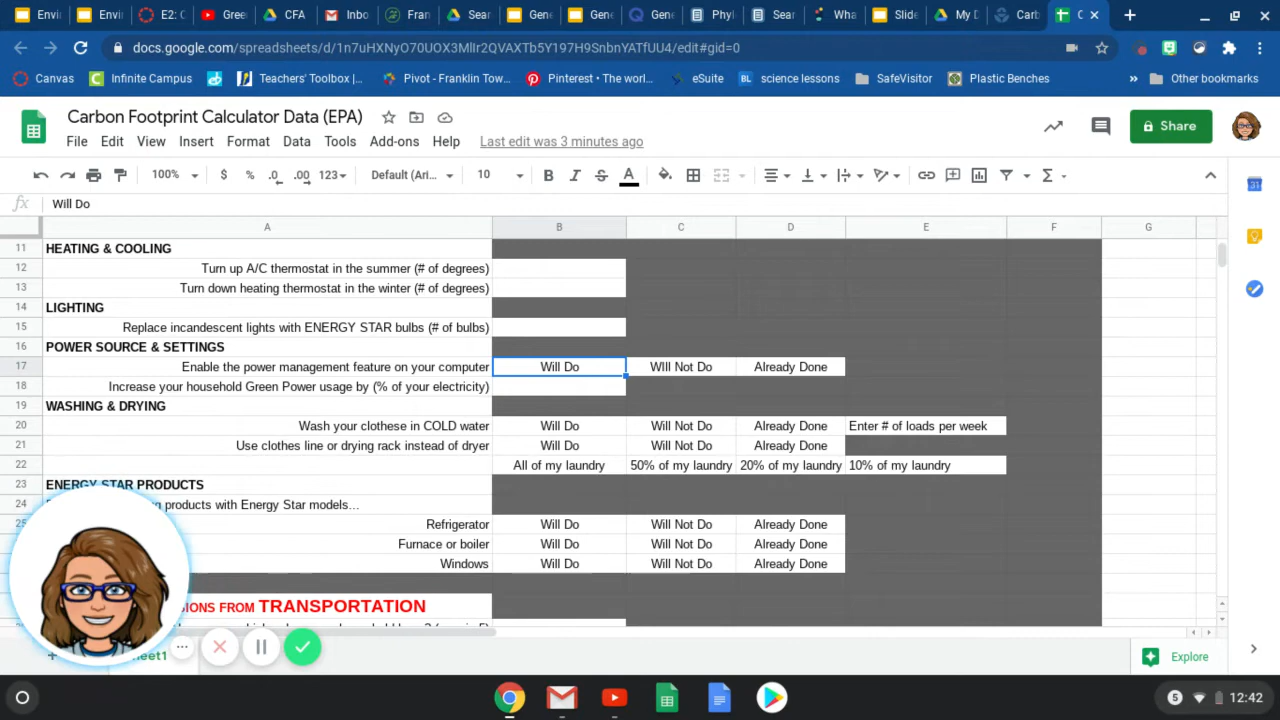 Envi
Envi
E2: C
Gree
CFA
Inbo
Fran
Sear
Gene
Gene
Gene
Phyl
Sear
Wha
Slide
My D
Carb
C
docs.google.com/spreadsheets/d/1n7uHXNyO70UOX3MlIr2QVAXTb5Y197H9SnbnYATfUU4/edit#gid=0
Canvas
Infinite Campus
Teachers' Toolbox |...
Pivot - Franklin Tow...
Pinterest • The worl...
eSuite
BL science lessons
SafeVisitor
Plastic Benches
»
Other bookmarks
Carbon Footprint Calculator Data (EPA)
Share
File Edit View Insert Format Data Tools Add-ons Help Last edit was 3 minutes ago
100% $ % .0 .00 123 Default (Ari... 10 B I S A
fx Will Do
A B C D E F G
11 HEATING & COOLING
12 Turn up A/C thermostat in the summer (# of degrees)
13 Turn down heating thermostat in the winter (# of degrees)
14 LIGHTING
15 Replace incandescent lights with ENERGY STAR bulbs (# of bulbs)
16 POWER SOURCE & SETTINGS
17 Enable the power management feature on your computer Will Do WIll Not Do Already Done
18 Increase your household Green Power usage by (% of your electricity)
19 WASHING & DRYING
20 Wash your clothese in COLD water Will Do Will Not Do Already Done Enter # of loads per week
21 Use clothes line or drying rack instead of dryer Will Do Will Not Do Already Done
22 All of my laundry 50% of my laundry 20% of my laundry 10% of my laundry
23 ENERGY STAR PRODUCTS
24 products with Energy Star models...
Refrigerator Will Do Will Not Do Already Done
Furnace or boiler Will Do Will Not Do Already Done
Windows Will Do Will Not Do Already Done
FROM TRANSPORTATION
Explore
5 12:42